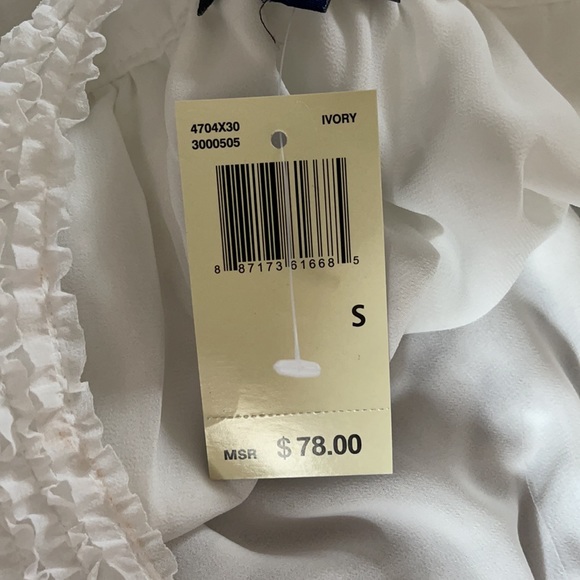 4704X30 IVORY
3000505
8 87173 61668 5
S
MSR $78.00